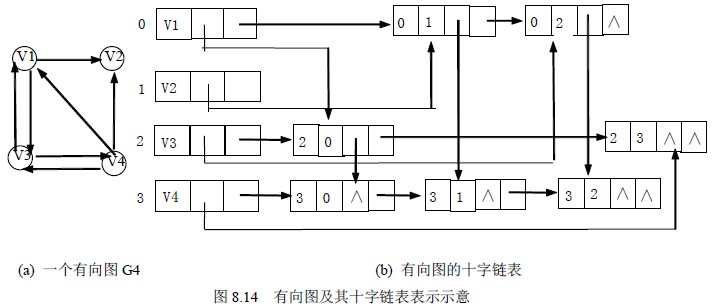 V1 V2
V3 V4
0 V1 0 1 0 2 ∧
1 V2
2 V3 2 0 2 3 ∧ ∧
3 V4 3 0 ∧ 3 1 ∧ 3 2 ∧ ∧
(a) 一个有向图 G4 (b) 有向图的十字链表
图 8.14 有向图及其十字链表表示示意